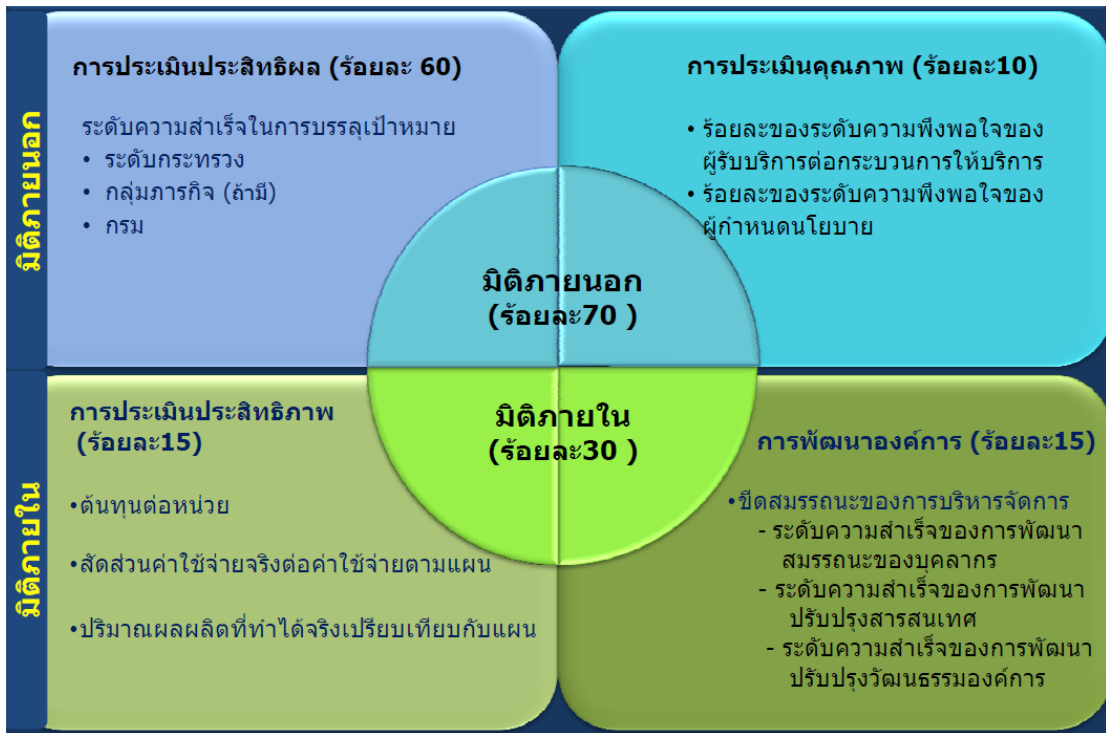 มิติภายนอก
การประเมินประสิทธิผล (ร้อยละ 60)
ระดับความสำเร็จในการบรรลุเป้าหมาย
• ระดับกระทรวง
• กลุ่มภารกิจ (ถ้ามี)
• กรม
การประเมินคุณภาพ (ร้อยละ10)
• ร้อยละของระดับความพึงพอใจของ
ผู้รับบริการต่อกระบวนการให้บริการ
• ร้อยละของระดับความพึงพอใจของ
ผู้กำหนดนโยบาย
มิติภายนอก
(ร้อยละ70 )
มิติภายใน
(ร้อยละ30 )
มิติภายใน
การประเมินประสิทธิภาพ
(ร้อยละ15)
•ต้นทุนต่อหน่วย
•สัดส่วนค่าใช้จ่ายจริงต่อค่าใช้จ่ายตามแผน
•ปริมาณผลผลิตที่ทำได้จริงเปรียบเทียบกับแผน
การพัฒนาองค์การ (ร้อยละ15)
•ขีดสมรรถนะของการบริหารจัดการ
- ระดับความสำเร็จของการพัฒนา
สมรรถนะของบุคลากร
- ระดับความสำเร็จของการพัฒนา
ปรับปรุงสารสนเทศ
- ระดับความสำเร็จของการพัฒนา
ปรับปรุงวัฒนธรรมองค์การ